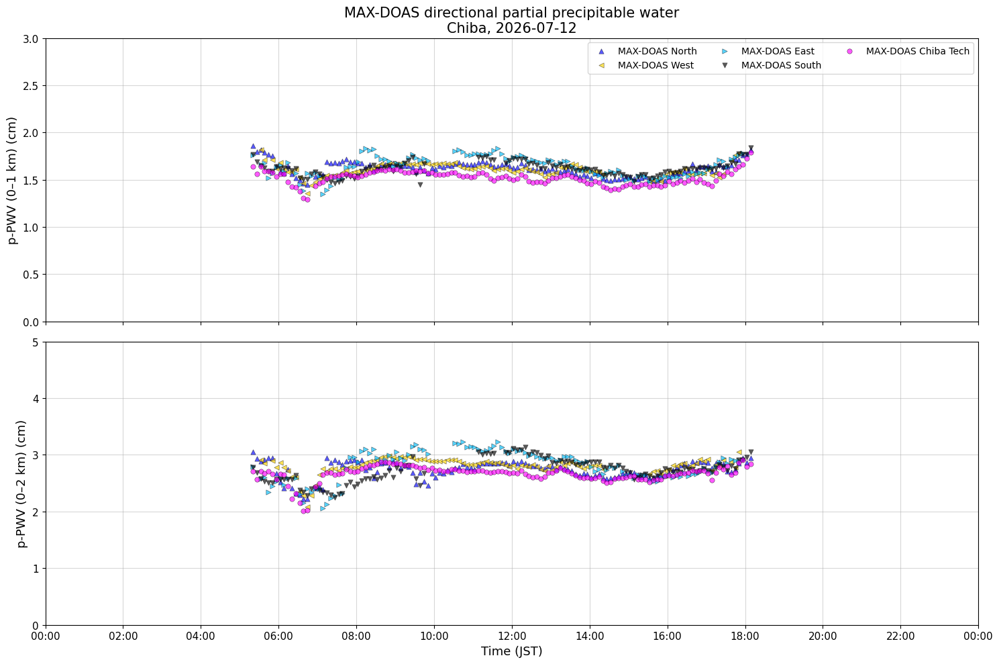 MAX-DOAS directional partial precipitable water
Chiba, 2026-07-12
MAX-DOAS North
MAX-DOAS West
MAX-DOAS East
MAX-DOAS South
MAX-DOAS Chiba Tech
p-PWV (0–1 km) (cm)
3.0
2.5
2.0
1.5
1.0
0.5
0.0
p-PWV (0–2 km) (cm)
5
4
3
2
1
0
00:00 02:00 04:00 06:00 08:00 10:00 12:00 14:00 16:00 18:00 20:00 22:00 00:00
Time (JST)